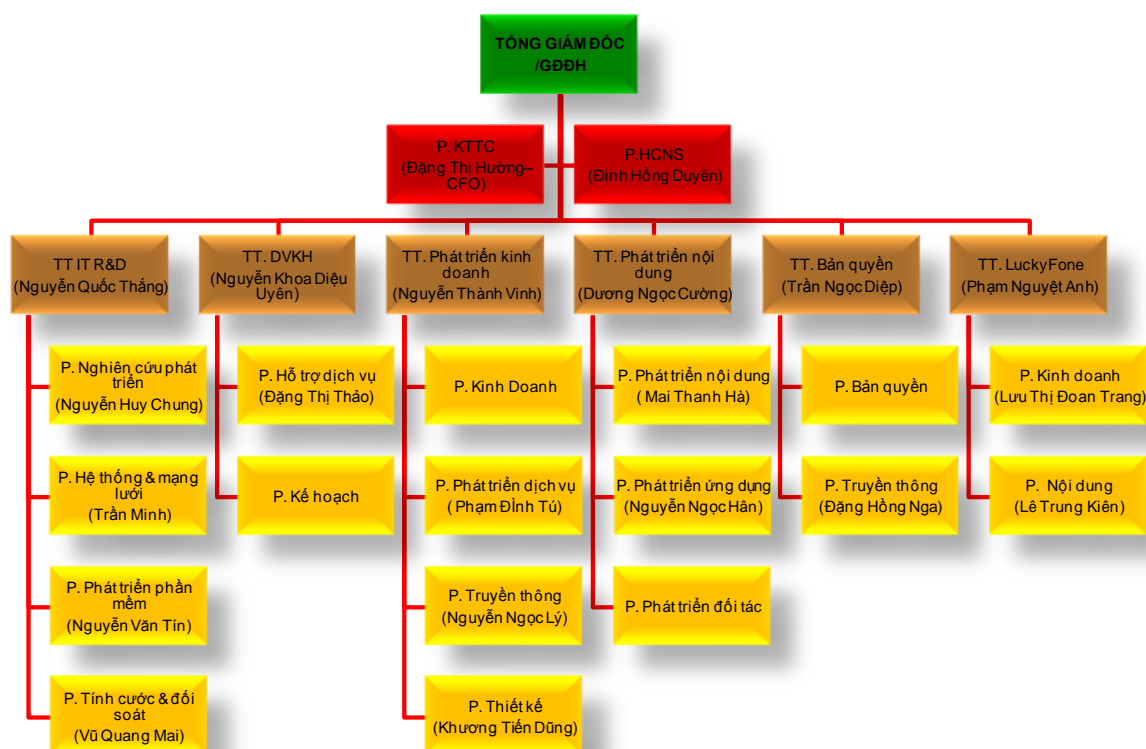 TỔNG GIÁM ĐỐC
/GĐĐH
P. KTTC
(Đặng Thị Hường–
CFO)
P.HCNS
(Đinh Hồng Duyên)
TT IT R&D
(Nguyễn Quốc Thắng)
TT. DVKH
(Nguyễn Khoa Diệu
Uyên)
TT. Phát triển kinh
doanh
(Nguyễn Thành Vinh)
TT. Phát triển nội
dung
(Dương Ngọc Cường)
TT. Bản quyền
(Trần Ngọc Diệp)
TT. LuckyFone
(Phạm Nguyệt Anh)
P. Nghiên cứu phát
triển
(Nguyễn Huy Chung)
P. Hệ thống & mạng
lưới
(Trần Minh)
P. Phát triển phần
mềm
(Nguyễn Văn Tín)
P. Tính cước & đối
soát
(Vũ Quang Mai)
P. Hỗ trợ dịch vụ
(Đặng Thị Thảo)
P. Kế hoạch
P. Kinh Doanh
P. Phát triển dịch vụ
( Phạm Đình Tú)
P. Truyền thông
(Nguyễn Ngọc Lý)
P. Thiết kế
(Khương Tiến Dũng)
P. Phát triển nội dung
( Mai Thanh Hà)
P. Phát triển ứng dụng
(Nguyễn Ngọc Hân)
P. Phát triển đối tác
P. Bản quyền
P. Truyền thông
(Đặng Hồng Nga)
P. Kinh doanh
(Lưu Thị Đoan Trang)
P. Nội dung
(Lê Trung Kiên)